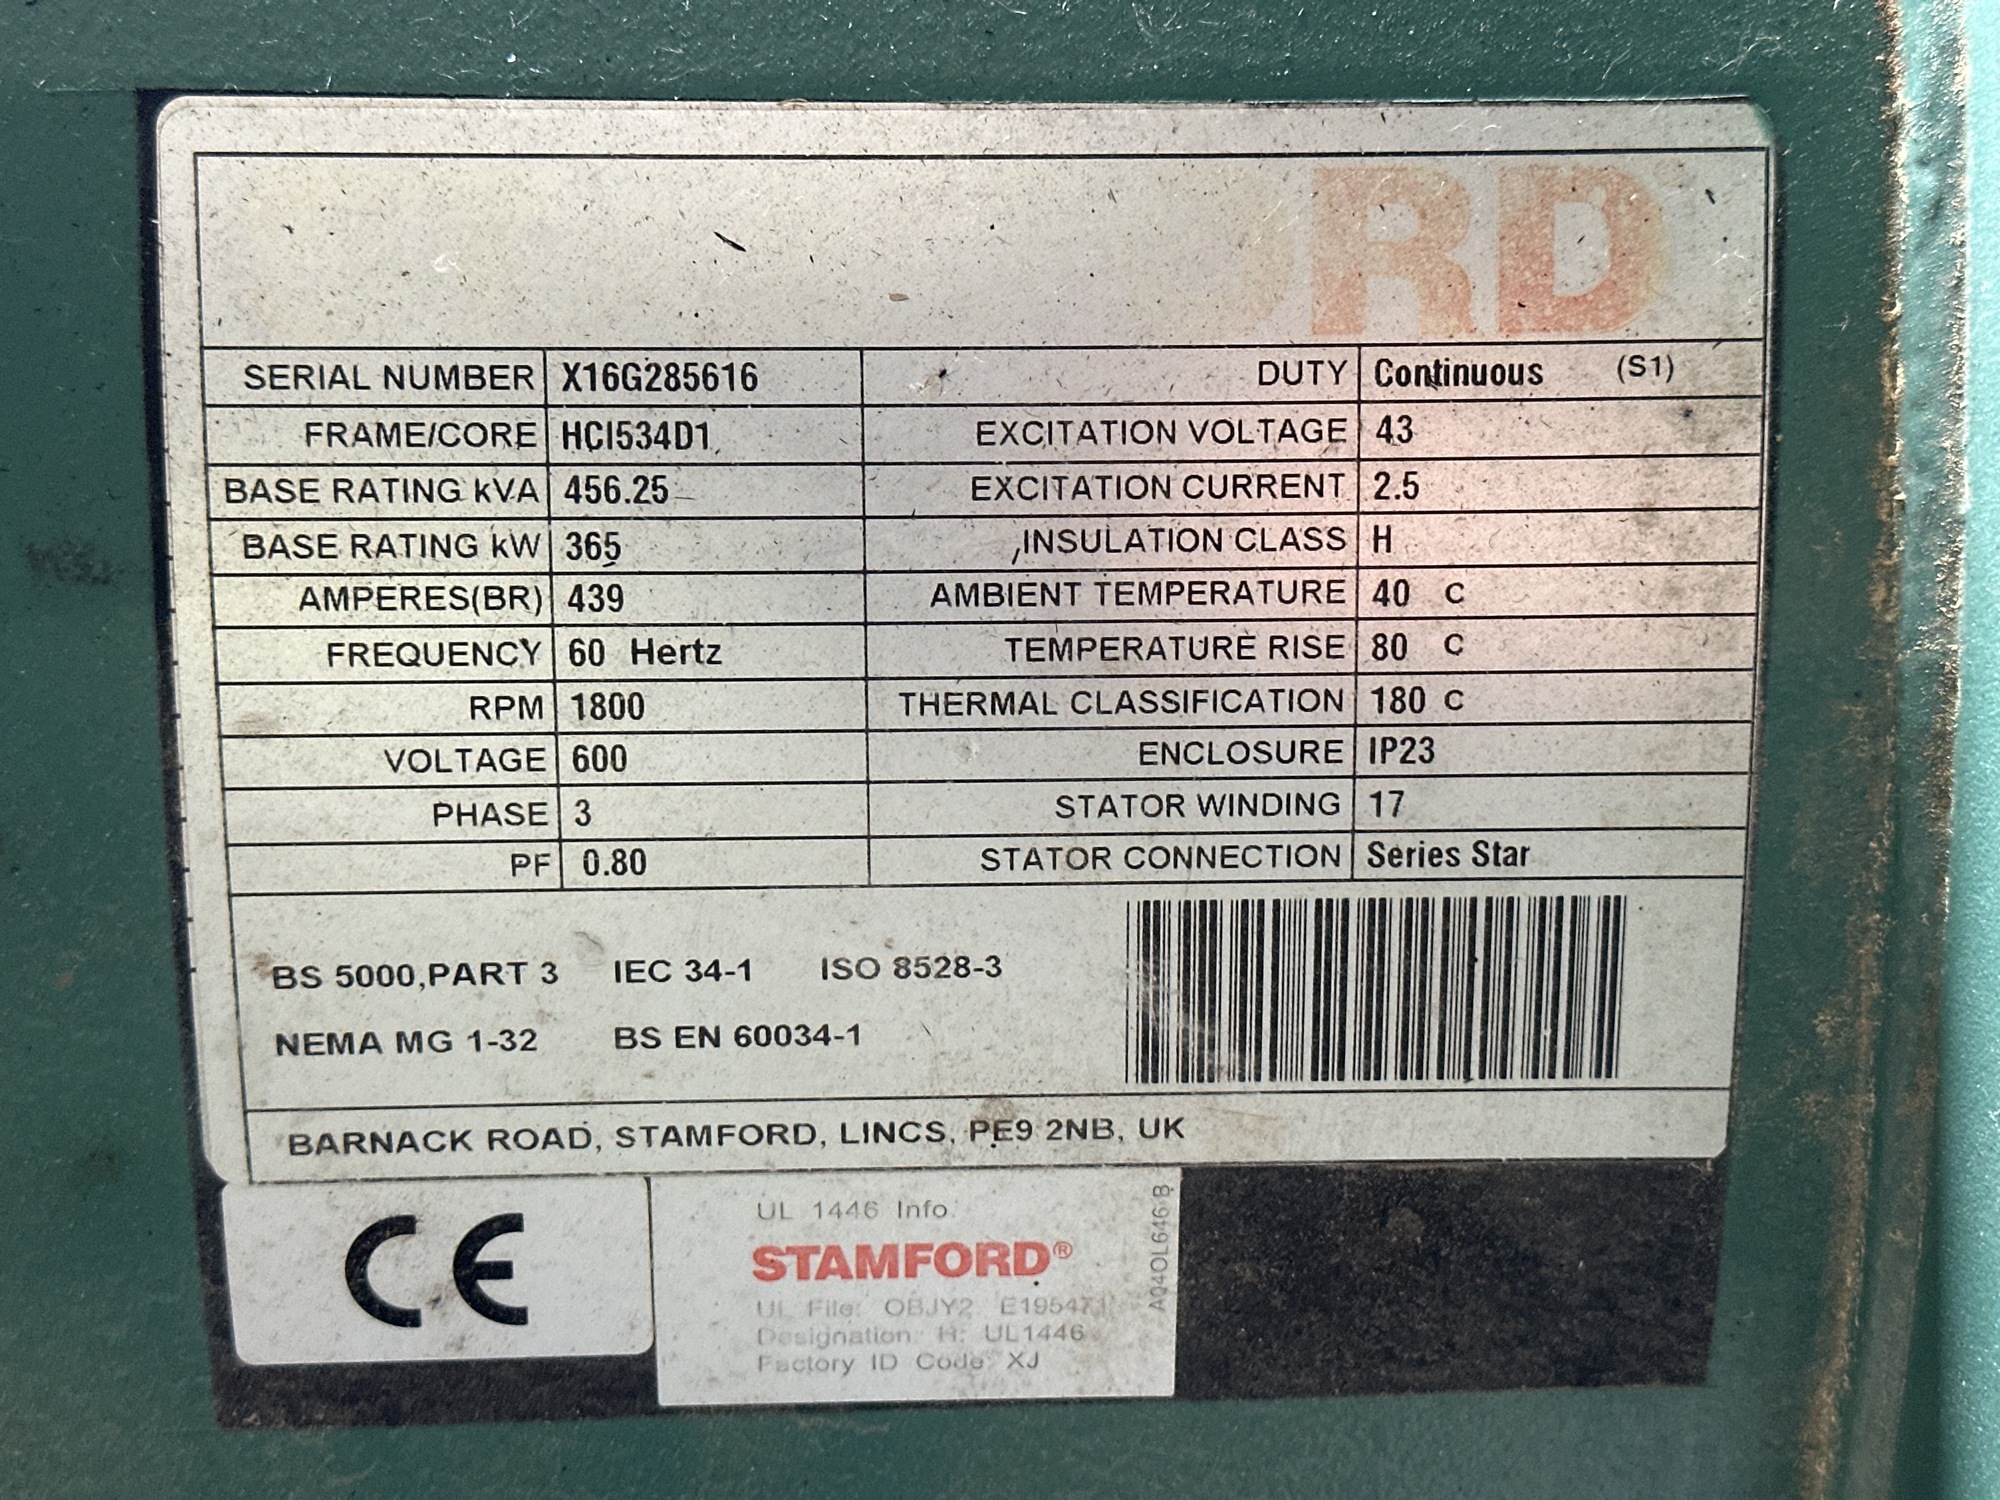 RD
SERIAL NUMBER X16G285616 DUTY Continuous (S1)
FRAME/CORE HCI534D1 EXCITATION VOLTAGE 43
BASE RATING kVA 456.25 EXCITATION CURRENT 2.5
BASE RATING kW 365 INSULATION CLASS H
AMPERES(BR) 439 AMBIENT TEMPERATURE 40 C
FREQUENCY 60 Hertz TEMPERATURE RISE 80 C
RPM 1800 THERMAL CLASSIFICATION 180 C
VOLTAGE 600 ENCLOSURE IP23
PHASE 3 STATOR WINDING 17
PF 0.80 STATOR CONNECTION Series Star
BS 5000,PART 3 IEC 34-1 ISO 8528-3
NEMA MG 1-32 BS EN 60034-1
BARNACK ROAD, STAMFORD, LINCS, PE9 2NB, UK
CE
UL 1446 Info.
STAMFORD®
UL File: OBJY2 E195471
Designation: H: UL1446
Factory ID Code: XJ